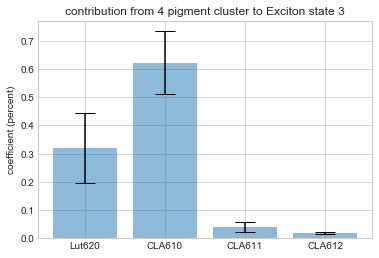 contribution from 4 pigment cluster to Exciton state 3
coefficient (percent)
0.7
0.6
0.5
0.4
0.3
0.2
0.1
0.0
Lut620 CLA610 CLA611 CLA612